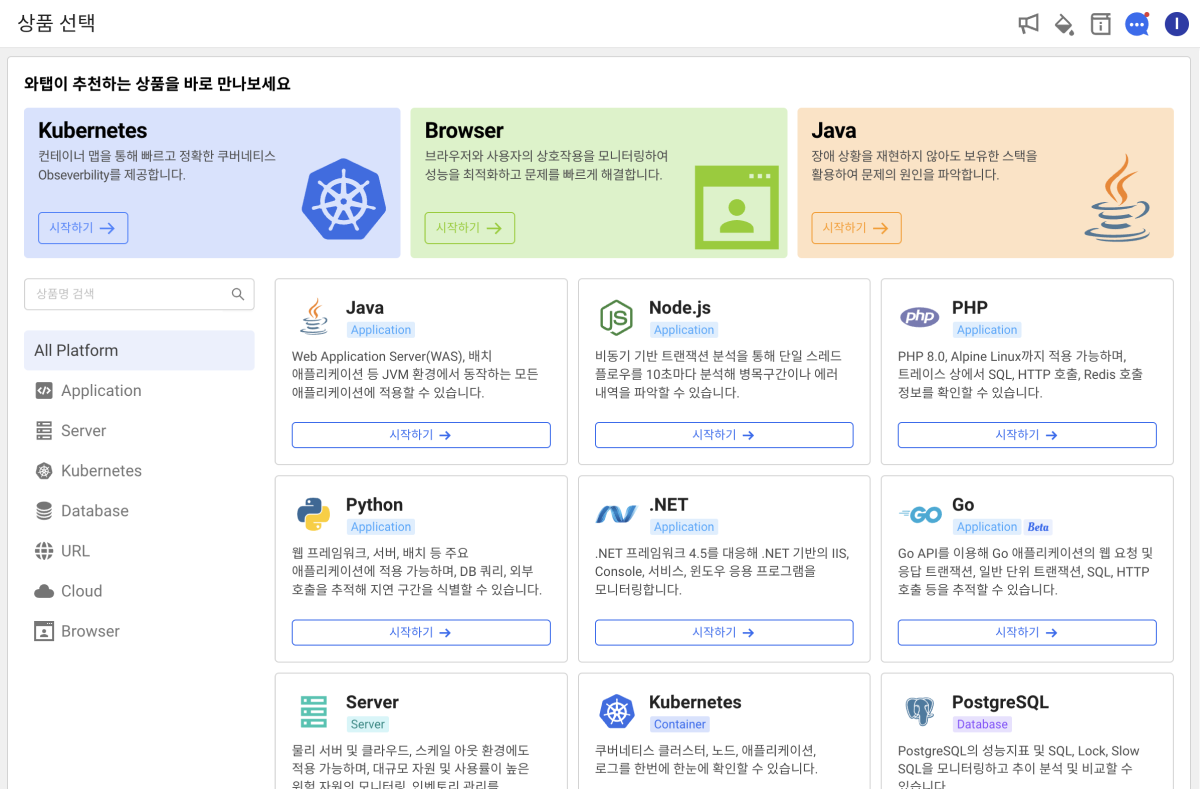 상품 선택
I
와탭이 추천하는 상품을 바로 만나보세요
Kubernetes
컨테이너 맵을 통해 빠르고 정확한 쿠버네티스
Obseverbility를 제공합니다.
시작하기
Browser
브라우저와 사용자의 상호작용을 모니터링하여
성능을 최적화하고 문제를 빠르게 해결합니다.
시작하기
Java
장애 상황을 재현하지 않아도 보유한 스택을
활용하여 문제의 원인을 파악합니다.
시작하기
상품명 검색
All Platform
Application
Server
Kubernetes
Database
URL
Cloud
Browser
Java
Application
Web Application Server(WAS), 배치
애플리케이션 등 JVM 환경에서 동작하는 모든
애플리케이션에 적용할 수 있습니다.
시작하기
JS
Node.js
Application
비동기 기반 트랜잭션 분석을 통해 단일 스레드
플로우를 10초마다 분석해 병목구간이나 에러
내역을 파악할 수 있습니다.
시작하기
php
PHP
Application
PHP 8.0, Alpine Linux까지 적용 가능하며,
트레이스 상에서 SQL, HTTP 호출, Redis 호출
정보를 확인할 수 있습니다.
시작하기
Python
Application
웹 프레임워크, 서버, 배치 등 주요
애플리케이션에 적용 가능하며, DB 쿼리, 외부
호출을 추적해 지연 구간을 식별할 수 있습니다.
시작하기
.NET
Application
.NET 프레임워크 4.5를 대응해 .NET 기반의 IIS,
Console, 서비스, 윈도우 응용 프로그램을
모니터링합니다.
시작하기
GO
Go
Application Beta
Go API를 이용해 Go 애플리케이션의 웹 요청 및
응답 트랜잭션, 일반 단위 트랜잭션, SQL, HTTP
호출 등을 추적할 수 있습니다.
시작하기
Server
Server
물리 서버 및 클라우드, 스케일 아웃 환경에도
적용 가능하며, 대규모 자원 및 사용률이 높은
위험 자원의 모니터링, 인벤토리 관리를
Kubernetes
Container
쿠버네티스 클러스터, 노드, 애플리케이션,
로그를 한번에 한눈에 확인할 수 있습니다.
PostgreSQL
Database
PostgreSQL의 성능지표 및 SQL, Lock, Slow
SQL을 모니터링하고 추이 분석 및 비교할 수
있습니다.